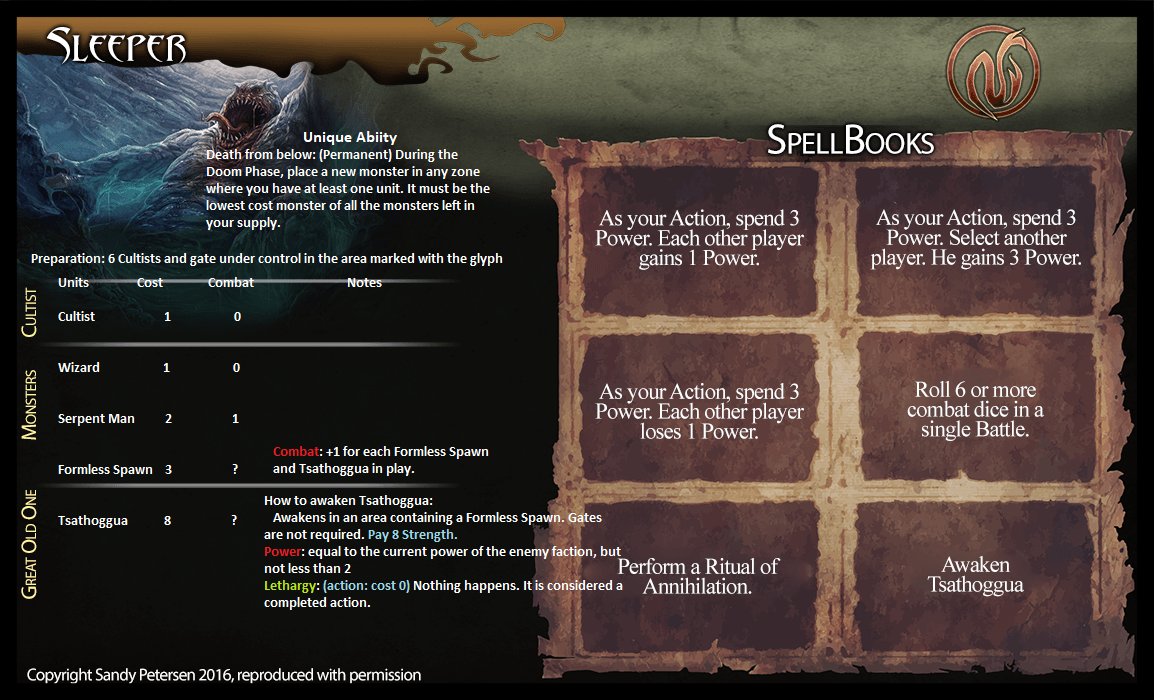 SLEEPER
Unique Abiity
Death from below: (Permanent) During the
Doom Phase, place a new monster in any zone
where you have at least one unit. It must be the
lowest cost monster of all the monsters left in
your supply.
Preparation: 6 Cultists and gate under control in the area marked with the glyph
Units Cost Combat Notes
CULTIST
Cultist 1 0
MONSTERS
Wizard 1 0
Serpent Man 2 1
Formless Spawn 3 ?
Combat: +1 for each Formless Spawn
and Tsathoggua in play.
GREAT OLD ONE
Tsathoggua 8 ?
How to awaken Tsathoggua:
Awakens in an area containing a Formless Spawn. Gates
are not required. Pay 8 Strength.
Power: equal to the current power of the enemy faction, but
not less than 2
Lethargy: (action: cost 0) Nothing happens. It is considered a
completed action.
SPELLBOOKS
As your Action, spend 3
Power. Each other player
gains 1 Power.
As your Action, spend 3
Power. Select another
player. He gains 3 Power.
As your Action, spend 3
Power. Each other player
loses 1 Power.
Roll 6 or more
combat dice in a
single Battle.
Perform a Ritual of
Annihilation.
Awaken
Tsathoggua
Copyright Sandy Petersen 2016, reproduced with permission